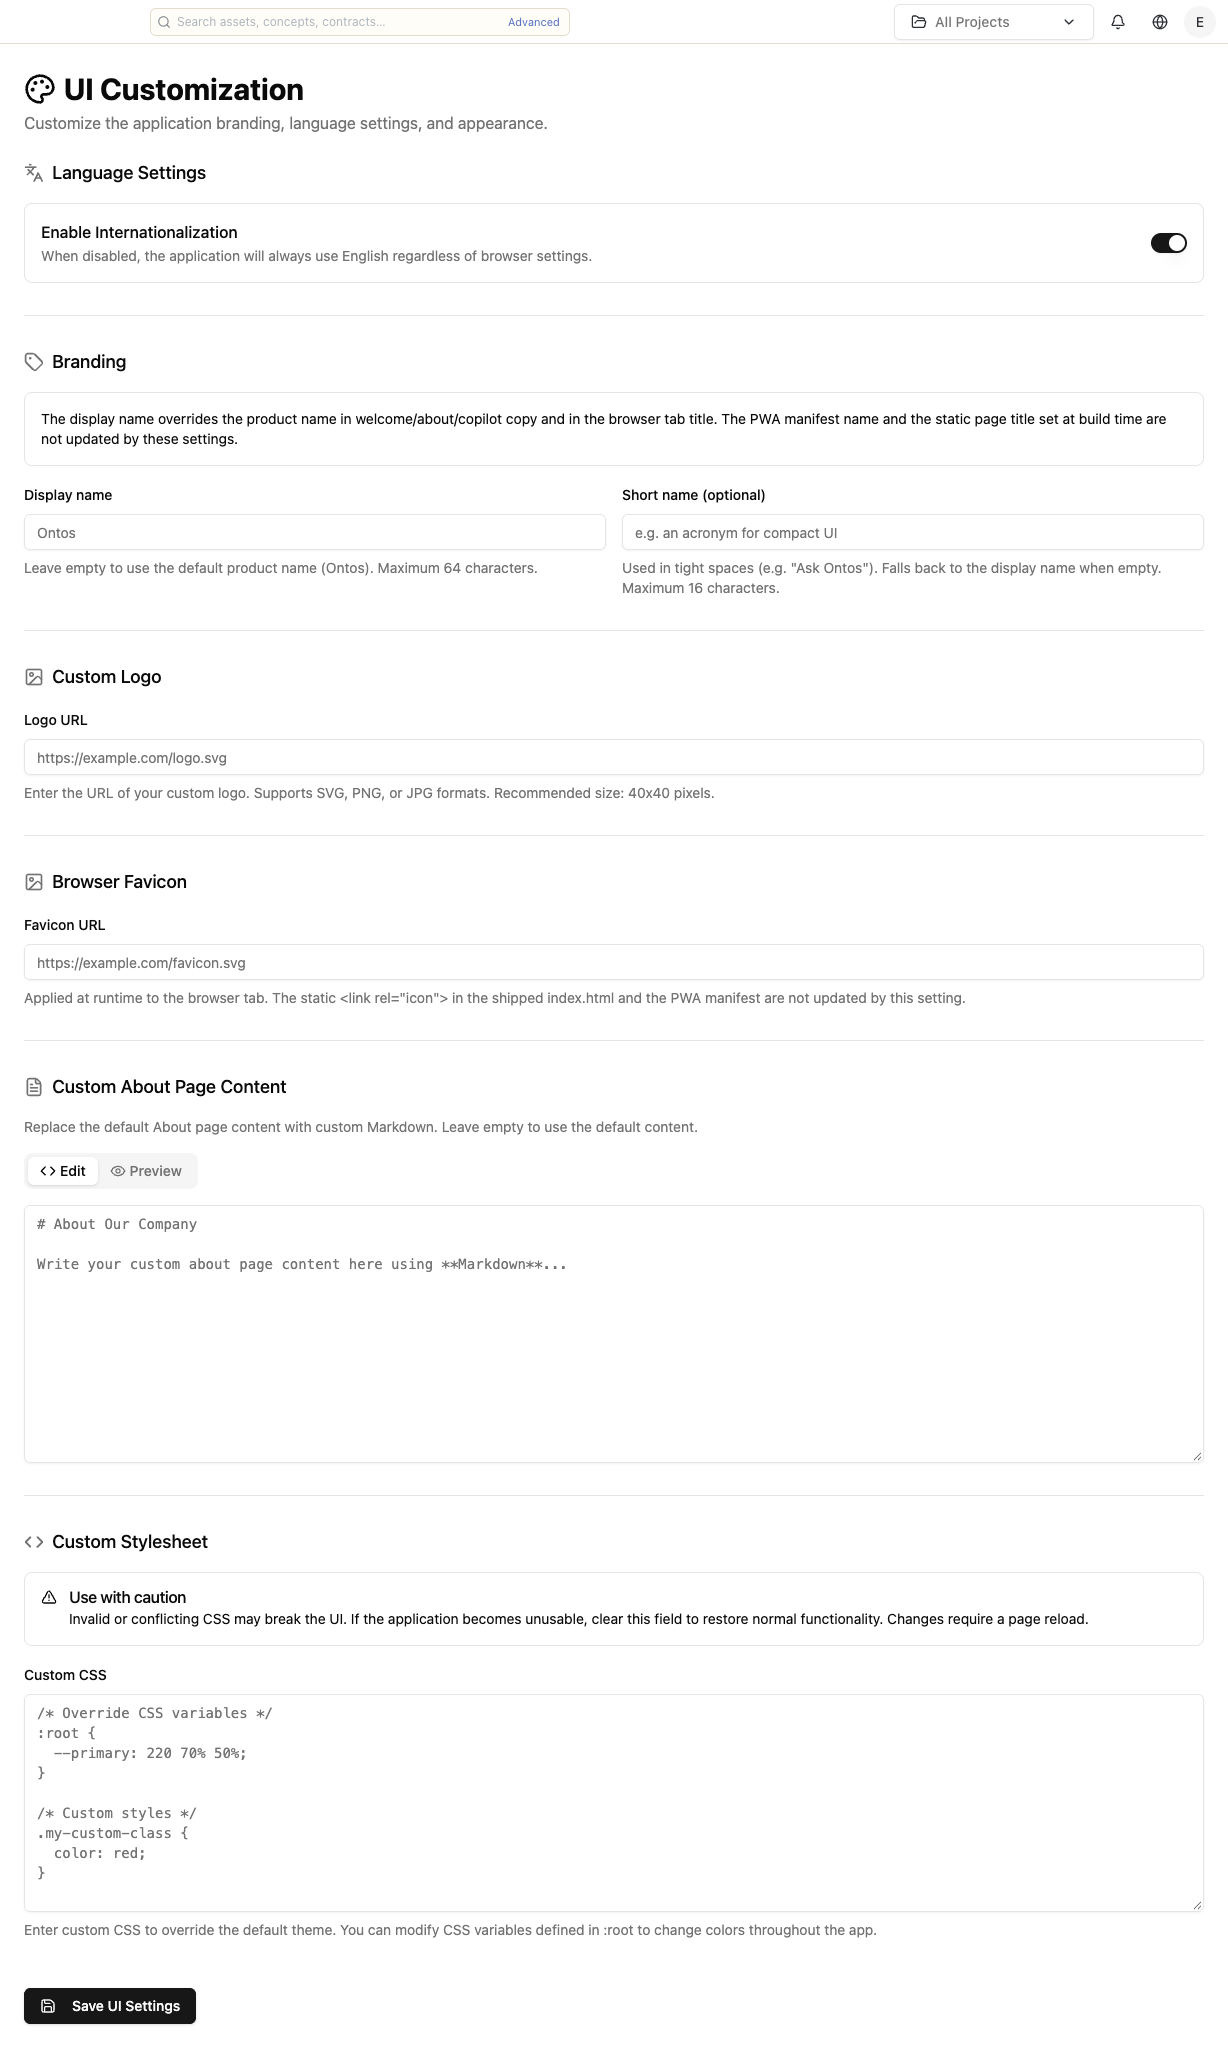 Search assets, concepts, contracts... Advanced
All Projects
E
UI Customization
Customize the application branding, language settings, and appearance.
Language Settings
Enable Internationalization
When disabled, the application will always use English regardless of browser settings.
Branding
The display name overrides the product name in welcome/about/copilot copy and in the browser tab title. The PWA manifest name and the static page title set at build time are
not updated by these settings.
Display name
Ontos
Leave empty to use the default product name (Ontos). Maximum 64 characters.
Short name (optional)
e.g. an acronym for compact UI
Used in tight spaces (e.g. "Ask Ontos"). Falls back to the display name when empty.
Maximum 16 characters.
Custom Logo
Logo URL
https://example.com/logo.svg
Enter the URL of your custom logo. Supports SVG, PNG, or JPG formats. Recommended size: 40x40 pixels.
Browser Favicon
Favicon URL
https://example.com/favicon.svg
Applied at runtime to the browser tab. The static <link rel="icon"> in the shipped index.html and the PWA manifest are not updated by this setting.
Custom About Page Content
Replace the default About page content with custom Markdown. Leave empty to use the default content.
Edit Preview
# About Our Company
Write your custom about page content here using **Markdown**...
Custom Stylesheet
Use with caution
Invalid or conflicting CSS may break the UI. If the application becomes unusable, clear this field to restore normal functionality. Changes require a page reload.
Custom CSS
/* Override CSS variables */
:root {
  --primary: 220 70% 50%;
}
/* Custom styles */
.my-custom-class {
  color: red;
}
Enter custom CSS to override the default theme. You can modify CSS variables defined in :root to change colors throughout the app.
Save UI Settings